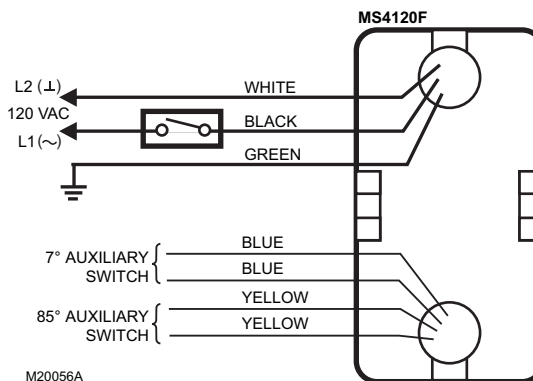 MS4120F
L2 (⊥)
WHITE
120 VAC
BLACK
L1 (∼)
GREEN
7° AUXILIARY
SWITCH
BLUE
BLUE
85° AUXILIARY
SWITCH
YELLOW
YELLOW
M20056A